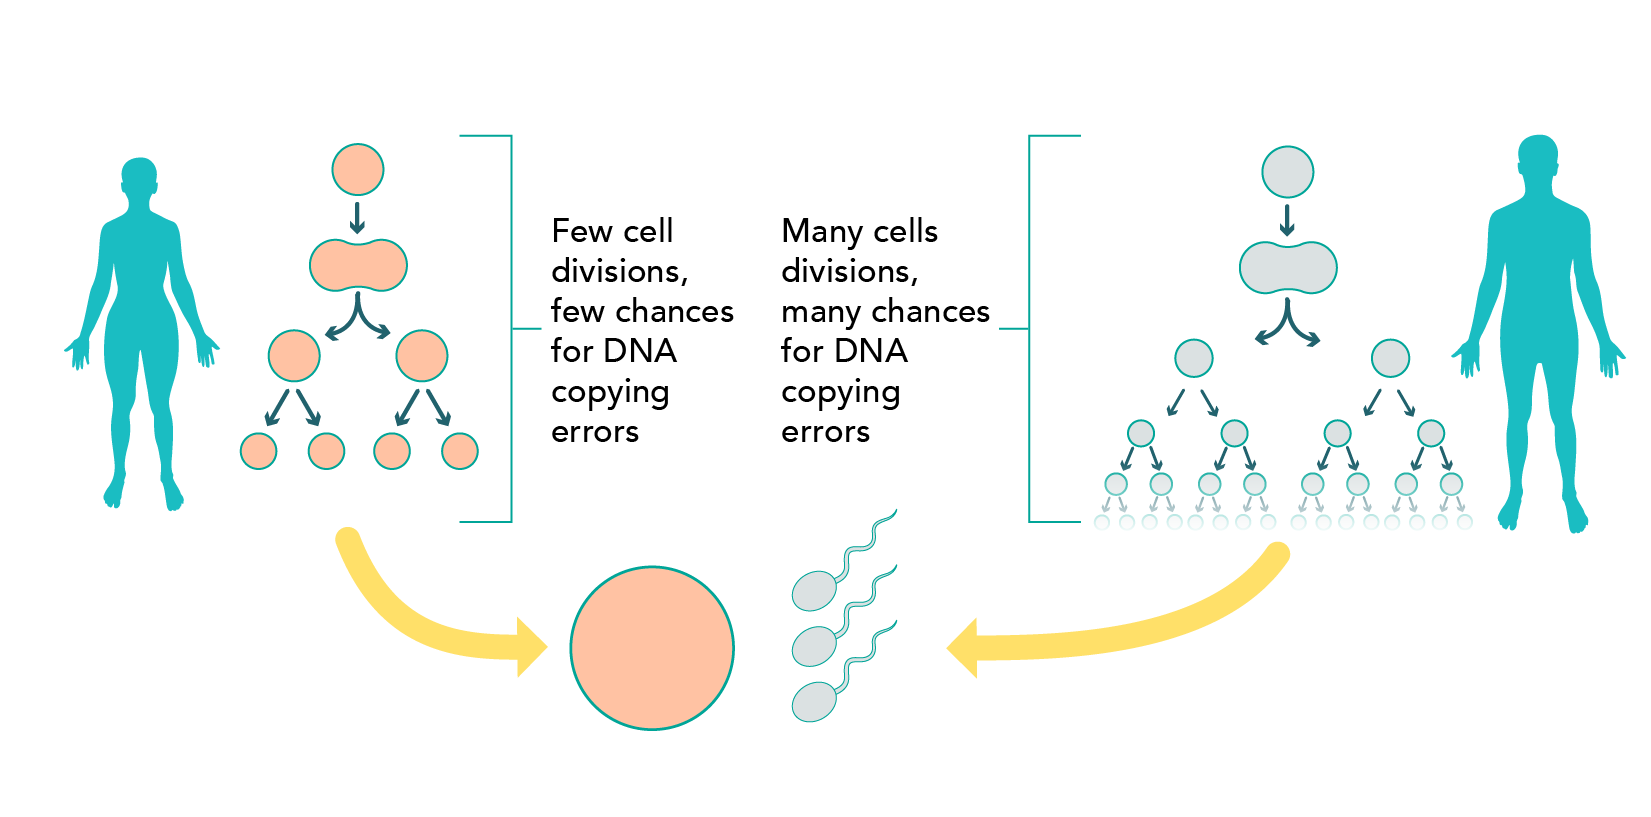 Few cell
divisions,
few chances
for DNA
copying
errors
Many cells
divisions,
many chances
for DNA
copying
errors